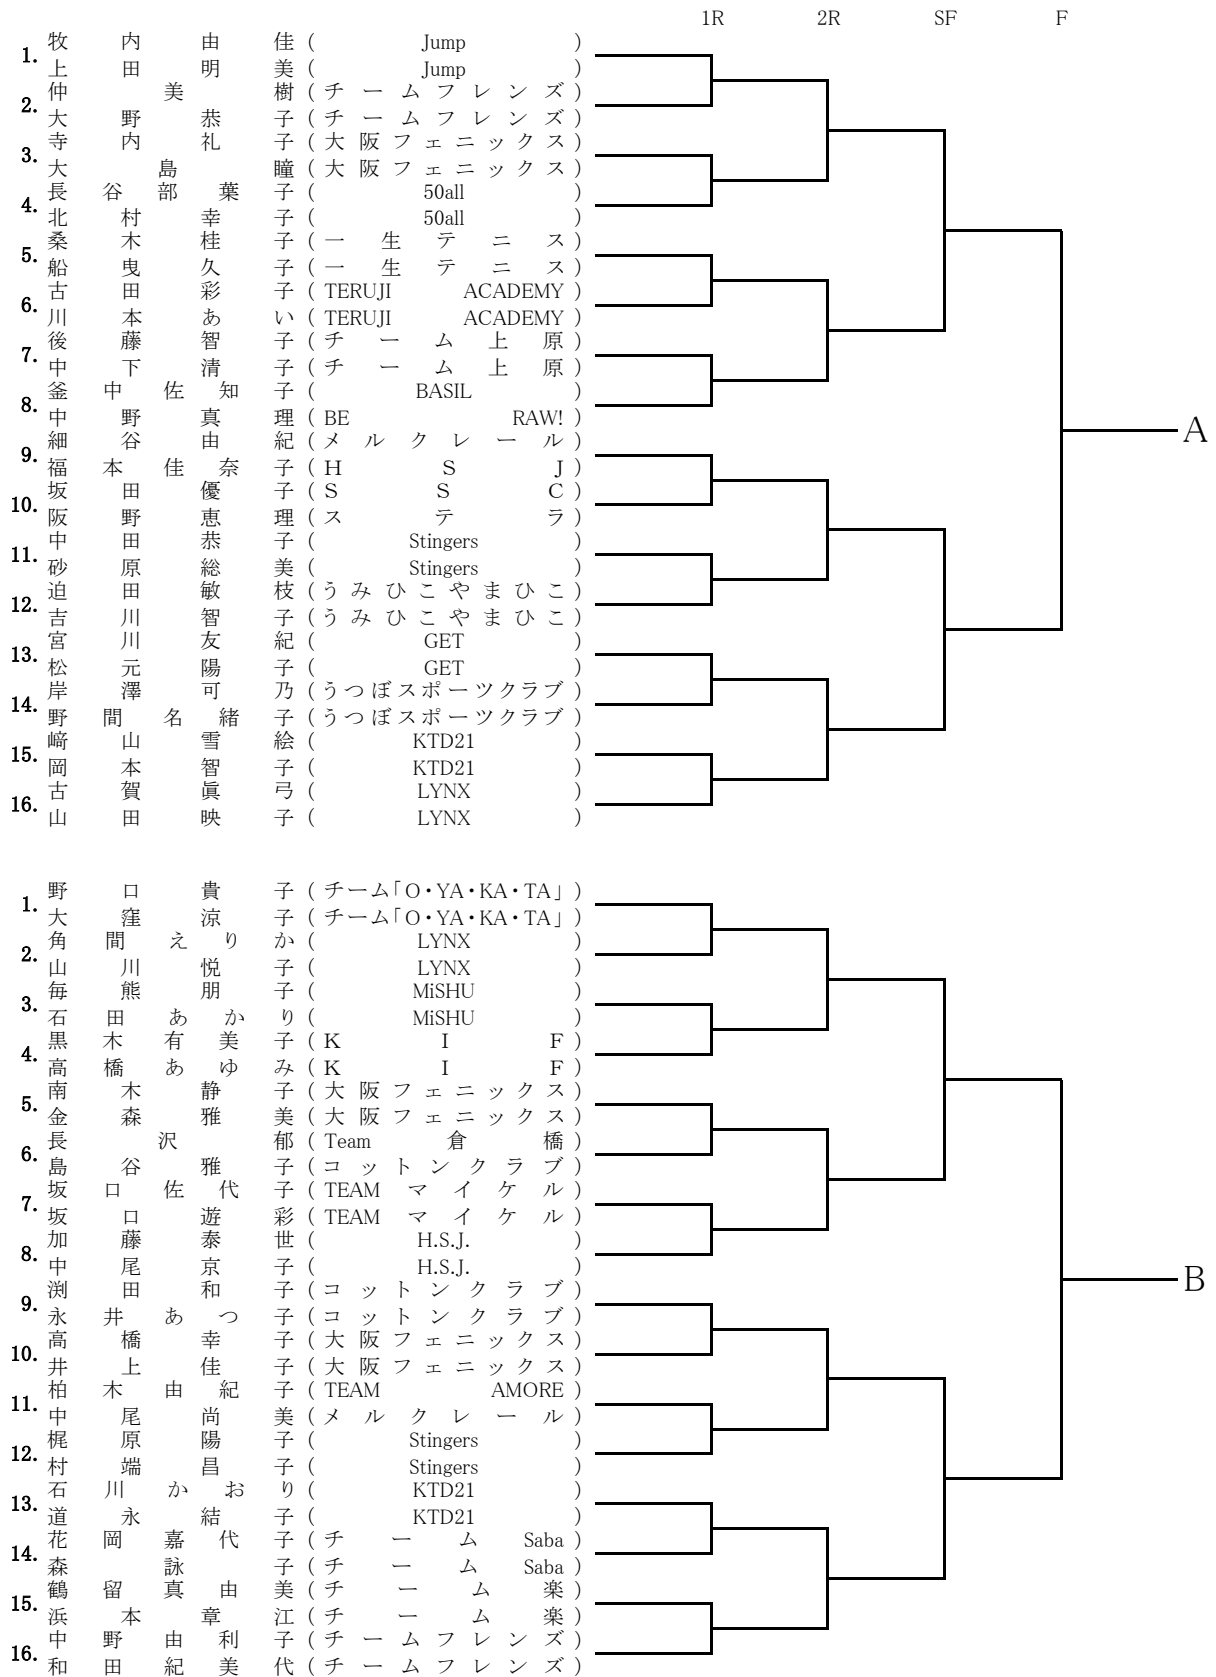 1R 2R SF F
1. 牧内由佳 ( Jump )
上田明美 ( Jump )
2. 仲美樹 (チームフレンズ)
大野恭子 (チームフレンズ)
3. 寺内礼子 (大阪フェニックス)
大島瞳 (大阪フェニックス)
4. 長谷部葉子 ( 50all )
北村幸子 ( 50all )
5. 桑木桂子 (一生テニス)
船曳久子 (一生テニス)
6. 古田彩子 (TERUJI ACADEMY)
川本あい (TERUJI ACADEMY)
7. 後藤智子 (チーム上原)
中下清子 (チーム上原)
8. 釜中佐知子 ( BASIL )
中野真理 (BE RAW!)
A
9. 細谷由紀 (メルクレール)
福本佳奈子 (HSJ)
10. 坂田優子 (SSC)
阪野恵理 (ステラ)
11. 中田恭子 ( Stingers )
砂原総美 ( Stingers )
12. 迫田敏枝 (うみひこやまひこ)
吉川智子 (うみひこやまひこ)
13. 宮川友紀 ( GET )
松元陽子 ( GET )
14. 岸澤可乃 (うつぼスポーツクラブ)
野間名緒子 (うつぼスポーツクラブ)
15. 﨑山雪絵 ( KTD21 )
岡本智子 ( KTD21 )
16. 古賀眞弓 ( LYNX )
山田映子 ( LYNX )
1. 野口貴子 (チーム「O・YA・KA・TA」)
大窪涼子 (チーム「O・YA・KA・TA」)
2. 角間えりか ( LYNX )
山川悦子 ( LYNX )
3. 毎熊朋子 ( MiSHU )
石田あかり ( MiSHU )
4. 黒木有美子 (KIF)
高橋あゆみ (KIF)
5. 南木静子 (大阪フェニックス)
金森雅美 (大阪フェニックス)
6. 長沢郁 (Team 倉橋)
島谷雅子 (コットンクラブ)
7. 坂口佐代子 (TEAM マイケル)
坂口遊彩 (TEAM マイケル)
8. 加藤泰世 ( H.S.J. )
中尾京子 ( H.S.J. )
B
9. 渕田和子 (コットンクラブ)
永井あつ子 (コットンクラブ)
10. 高橋幸子 (大阪フェニックス)
井上佳子 (大阪フェニックス)
11. 柏木由紀子 (TEAM AMORE)
中尾尚美 (メルクレール)
12. 梶原陽子 ( Stingers )
村端昌子 ( Stingers )
13. 石川かおり ( KTD21 )
道永結子 ( KTD21 )
14. 花岡嘉代子 (チーム Saba)
森詠子 (チーム Saba)
15. 鶴留真由美 (チーム楽)
浜本章江 (チーム楽)
16. 中野由利子 (チームフレンズ)
和田紀美代 (チームフレンズ)